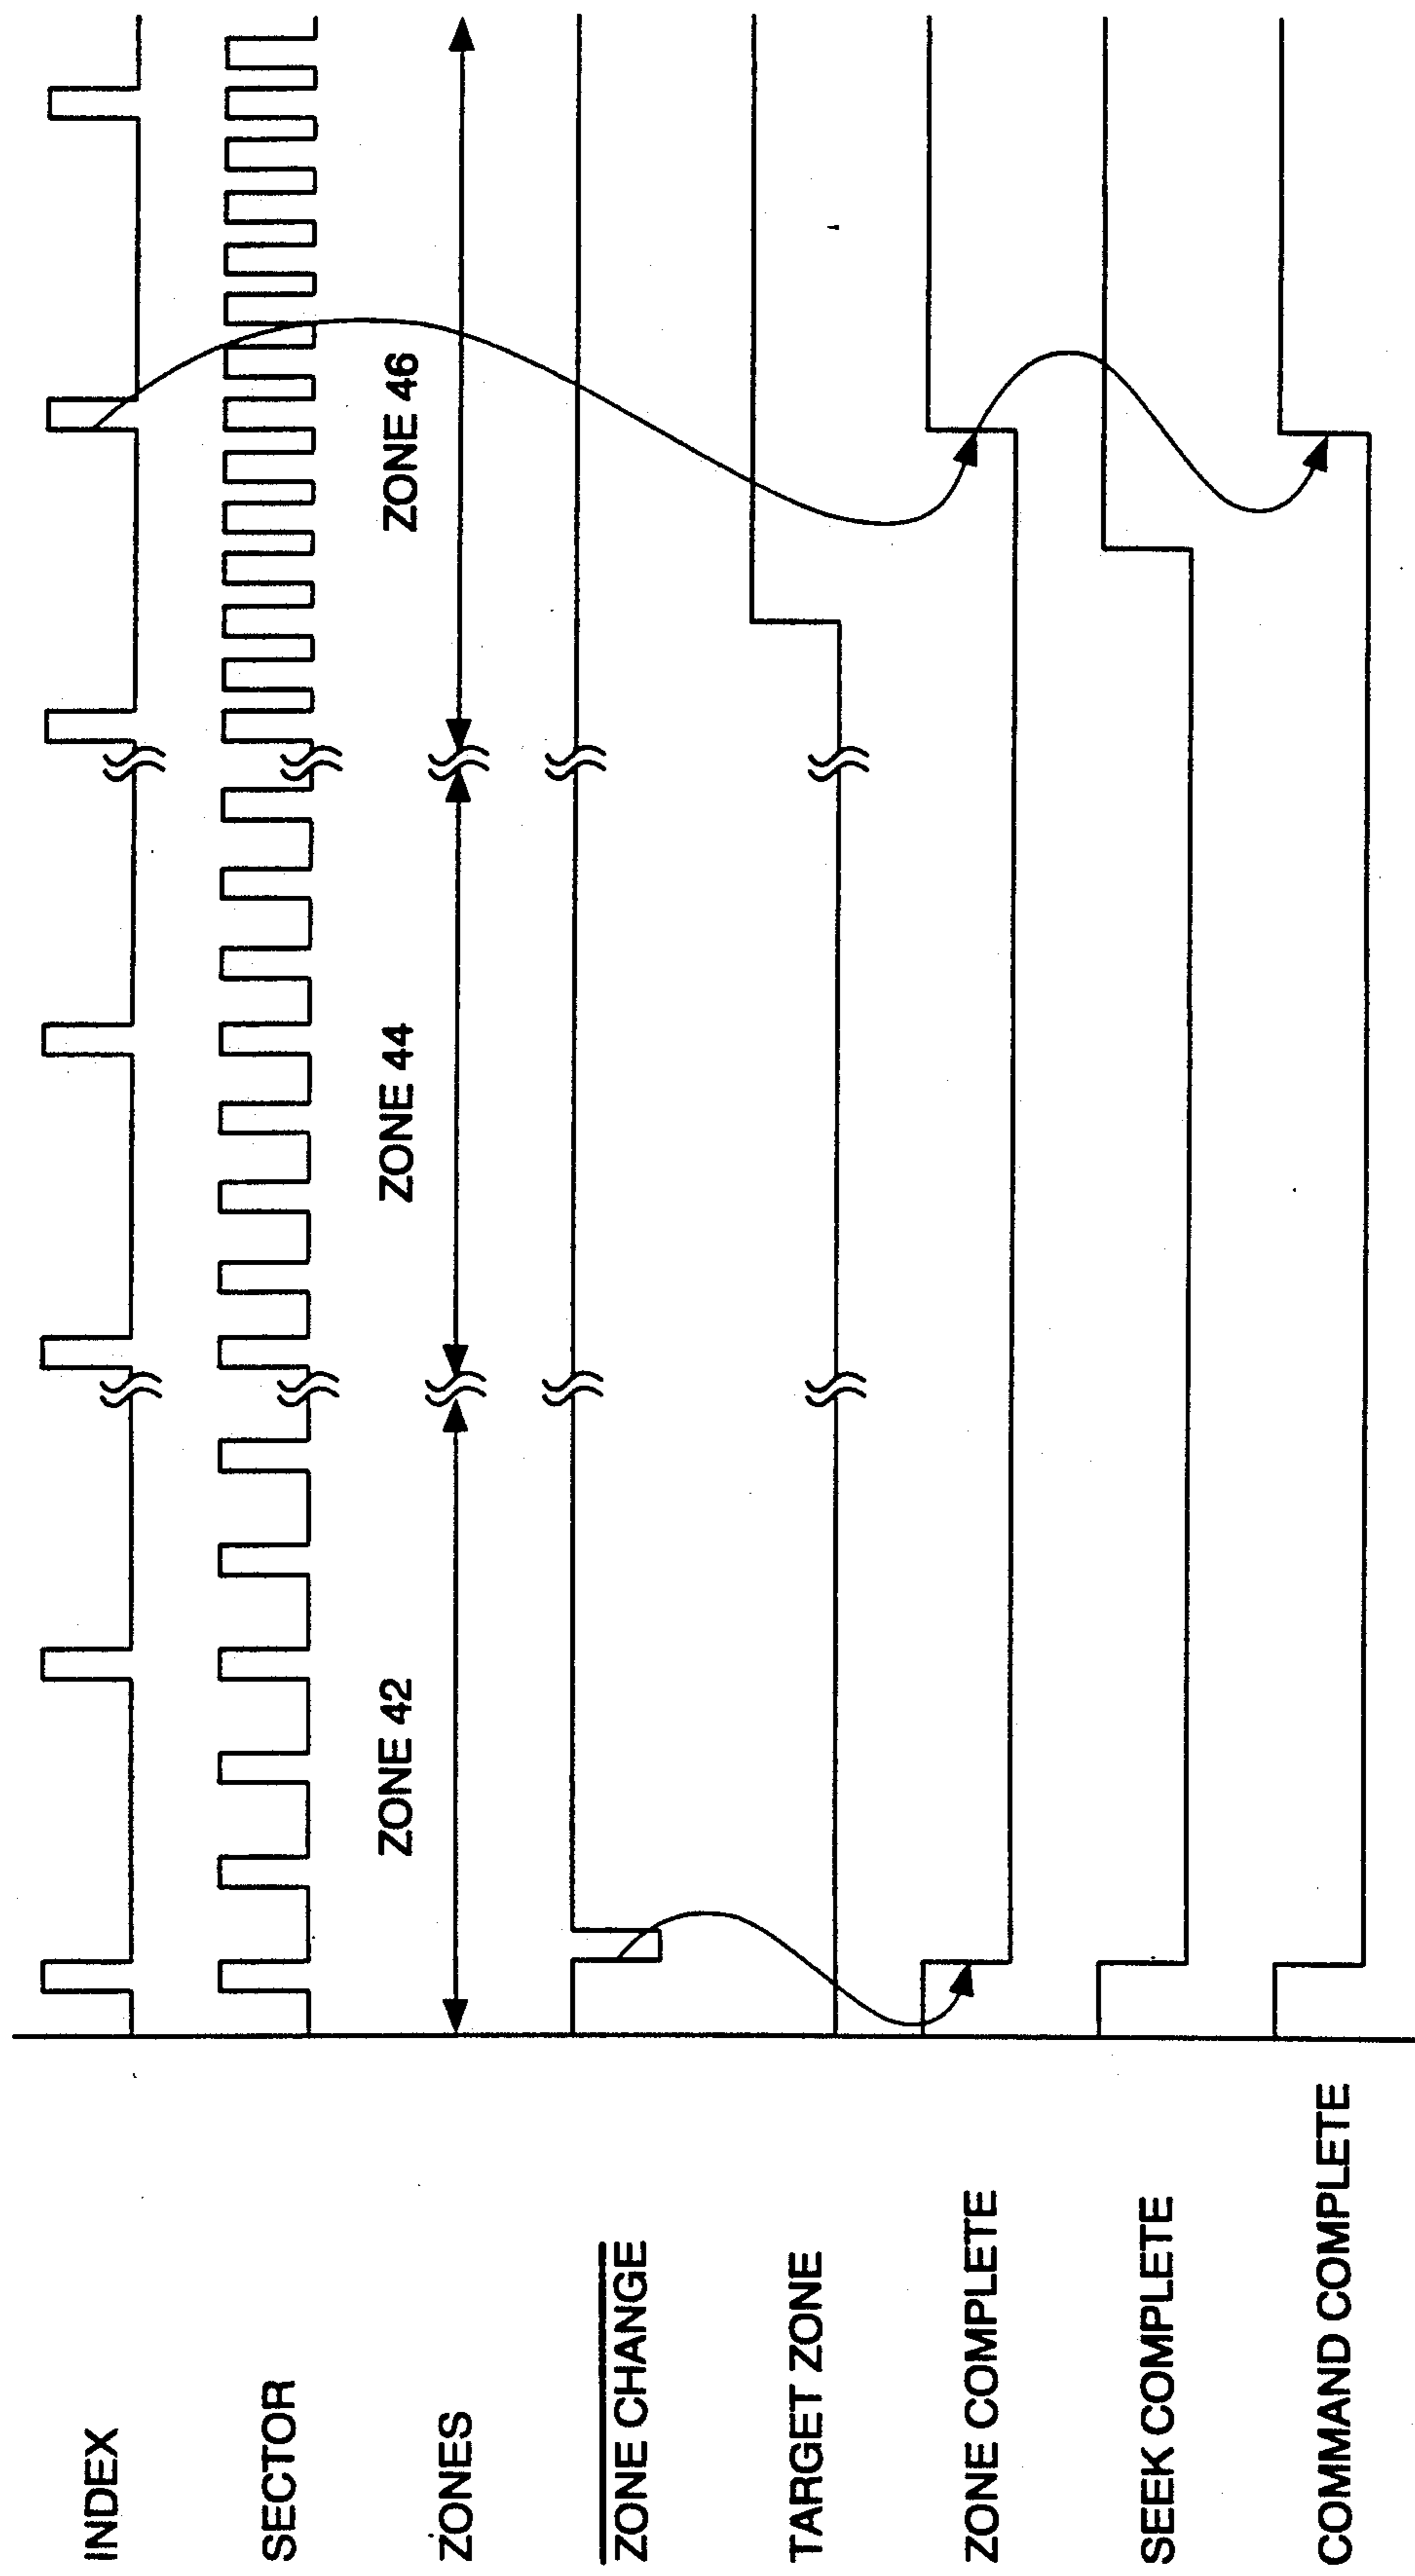 INDEX
SECTOR
ZONES
ZONE 42
ZONE 44
ZONE 46
ZONE CHANGE
TARGET ZONE
ZONE COMPLETE
SEEK COMPLETE
COMMAND COMPLETE